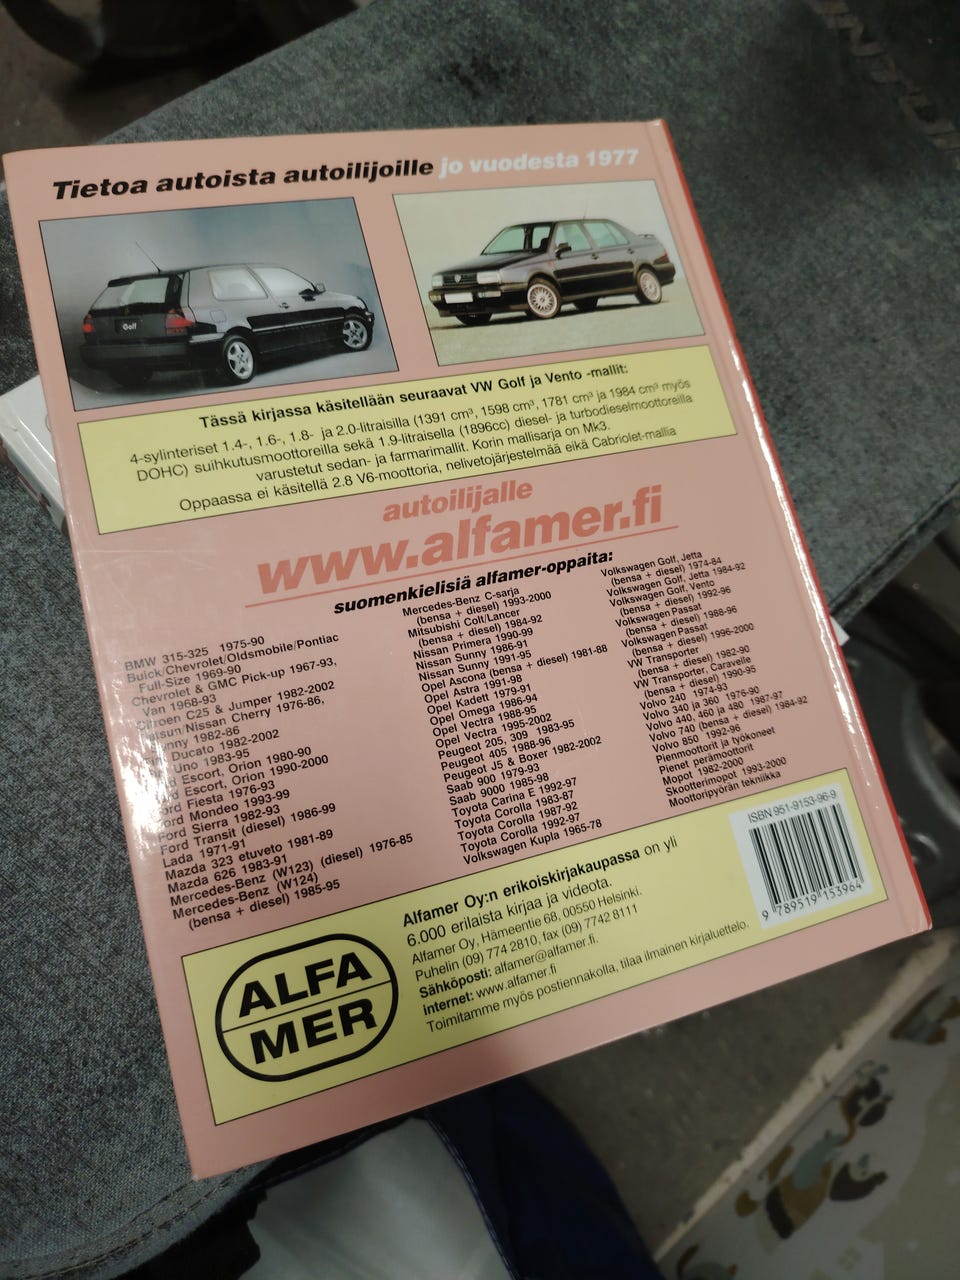 Tietoa autoista autoilijoille jo vuodesta 1977
Golf
Tässä kirjassa käsitellään seuraavat VW Golf ja Vento -mallit:
4-sylinteriset 1.4-, 1.6-, 1.8- ja 2.0-litraisilla (1391 cm³, 1598 cm³, 1781 cm³ ja 1984 cm³ myös
DOHC) suihkutusmoottoreilla sekä 1.9-litraisella (1896cc) diesel- ja turbodieselmoottoreilla
varustetut sedan- ja farmarimallit. Korin mallisarja on Mk3.
Oppaassa ei käsitellä 2.8 V6-moottoria, nelivetojärjestelmää eikä Cabriolet-mallia
autoilijalle
www.alfamer.fi
suomenkielisiä alfamer-oppaita:
BMW 315-325 1975-90
Buick/Chevrolet/Oldsmobile/Pontiac
Full-Size 1969-90
Chevrolet & GMC Pick-up 1967-93,
Van 1968-93
Citroen C25 & Jumper 1982-2002
Datsun/Nissan Cherry 1976-86,
Sunny 1982-86
Ducato 1982-2002
Uno 1983-95
Escort, Orion 1980-90
Escort, Orion 1990-2000
Ford Fiesta 1976-93
Ford Mondeo 1993-99
Ford Sierra 1982-93
Ford Transit (diesel) 1986-99
Lada 1971-91
Mazda 323 etuveto 1981-89
Mazda 626 1983-91
Mercedes-Benz (W123) (diesel) 1976-85
Mercedes-Benz (W124)
(bensa + diesel) 1985-95
Mercedes-Benz C-sarja
(bensa + diesel) 1993-2000
Mitsubishi Colt/Lancer
(bensa + diesel) 1984-92
Nissan Primera 1990-99
Nissan Sunny 1986-91
Nissan Sunny 1991-95
Opel Ascona (bensa + diesel) 1981-88
Opel Astra 1991-98
Opel Kadett 1979-91
Opel Omega 1986-94
Opel Vectra 1988-95
Opel Vectra 1995-2002
Peugeot 205, 309 1983-95
Peugeot 405 1988-96
Peugeot J5 & Boxer 1982-2002
Saab 900 1979-93
Saab 9000 1985-98
Toyota Carina E 1992-97
Toyota Corolla 1983-87
Toyota Corolla 1987-92
Toyota Corolla 1992-97
Volkswagen Kupla 1965-78
Volkswagen Golf, Jetta
(bensa + diesel) 1974-84
Volkswagen Golf, Jetta 1984-92
Volkswagen Golf, Vento
(bensa + diesel) 1992-96
Volkswagen Passat
(bensa + diesel) 1988-96
Volkswagen Passat
(bensa + diesel) 1996-2000
VW Transporter
(bensa + diesel) 1982-90
VW Transporter, Caravelle
(bensa + diesel) 1990-95
Volvo 240 1974-93
Volvo 340 ja 360 1976-90
Volvo 440, 460 ja 480 1987-97
Volvo 740 (bensa + diesel) 1984-92
Volvo 850 1992-96
Pienmoottorit ja työkoneet
Pienet perämoottorit
Mopot 1982-2000
Skootterimopot 1993-2000
Moottoripyörän tekniikka
ALFA
MER
Alfamer Oy:n erikoiskirjakaupassa on yli
6.000 erilaista kirjaa ja videota.
Alfamer Oy, Hämeentie 68, 00550 Helsinki.
Puhelin (09) 774 2810, fax (09) 7742 8111
Sähköposti: alfamer@alfamer.fi.
internet: www.alfamer.fi
Toimitamme myös postiennakolla, tilaa ilmainen kirjaluettelo.
ISBN 951-9153-96-9
9 789519 153964